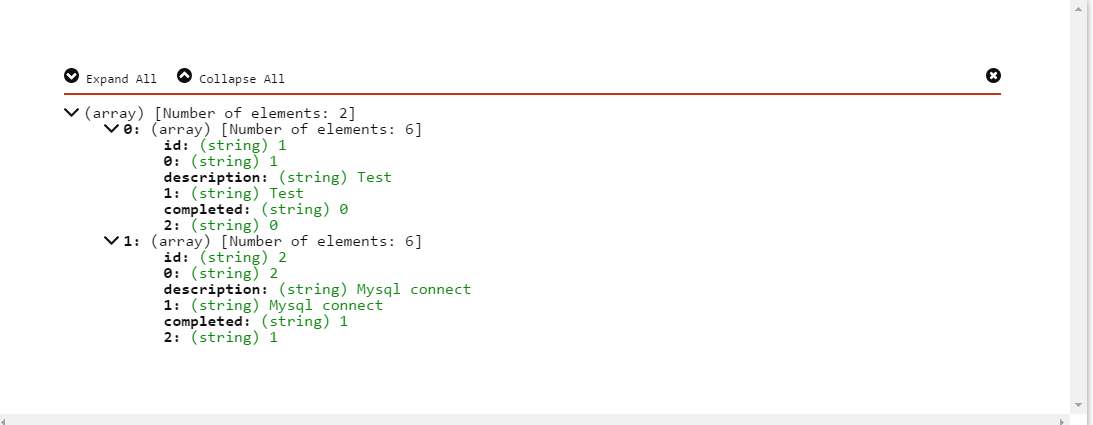 Expand All Collapse All
(array) [Number of elements: 2]
0: (array) [Number of elements: 6]
id: (string) 1
0: (string) 1
description: (string) Test
1: (string) Test
completed: (string) 0
2: (string) 0
1: (array) [Number of elements: 6]
id: (string) 2
0: (string) 2
description: (string) Mysql connect
1: (string) Mysql connect
completed: (string) 1
2: (string) 1